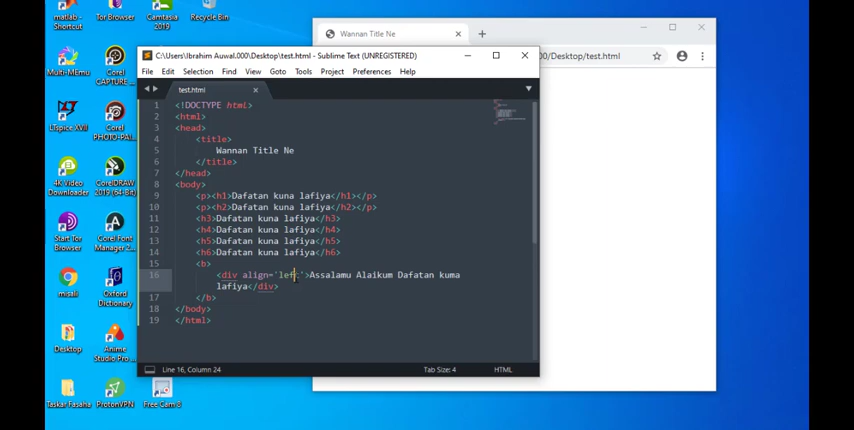 matlab - Shortcut
Tor Browser
Camtasia 2019
Recycle Bin
Multi-MEmu
Corel CAPTURE ...
LTspice XVII
Corel PHOTO-PAI...
4K Video Downloader
CorelDRAW 2019 (64-Bit)
Start Tor Browser
Corel Font Manager 2...
misali
Oxford Dictionary
Desktop
Anime Studio Pro
Taskar Fasaha
ProtonVPN
Free Cam 8
Wannan Title Ne
00/Desktop/test.html
C:\Users\Ibrahim Auwal.000\Desktop\test.html - Sublime Text (UNREGISTERED)
File Edit Selection Find View Goto Tools Project Preferences Help
test.html
1 <!DOCTYPE html>
2 <html>
3 <head>
4 <title>
5 Wannan Title Ne
6 </title>
7 </head>
8 <body>
9 <p><h1>Dafatan kuna lafiya</h1></p>
10 <p><h2>Dafatan kuna lafiya</h2></p>
11 <h3>Dafatan kuna lafiya</h3>
12 <h4>Dafatan kuna lafiya</h4>
13 <h5>Dafatan kuna lafiya</h5>
14 <h6>Dafatan kuna lafiya</h6>
15 <b>
16 <div align='left'>Assalamu Alaikum Dafatan kuma
lafiya</div>
17 </b>
18 </body>
19 </html>
Line 16, Column 24
Tab Size: 4
HTML